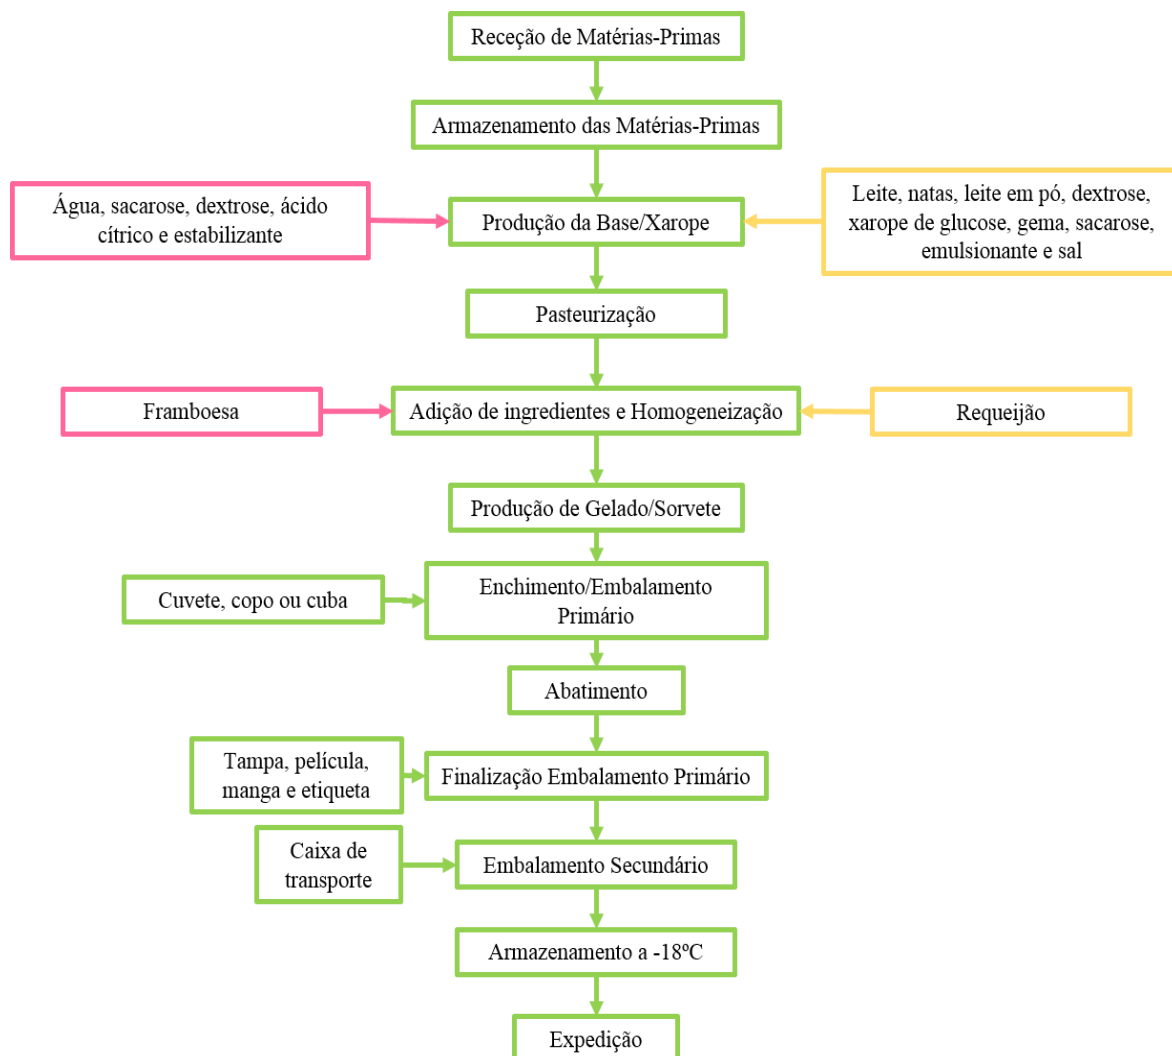 Receção de Matérias-Primas
Armazenamento das Matérias-Primas
Água, sacarose, dextrose, ácido
cítrico e estabilizante
Produção da Base/Xarope
Leite, natas, leite em pó, dextrose,
xarope de glucose, gema, sacarose,
emulsionante e sal
Pasteurização
Framboesa
Adição de ingredientes e Homogeneização
Requeijão
Produção de Gelado/Sorvete
Cuvete, copo ou cuba
Enchimento/Embalamento
Primário
Abatimento
Tampa, película,
manga e etiqueta
Finalização Embalamento Primário
Caixa de
transporte
Embalamento Secundário
Armazenamento a -18ºC
Expedição